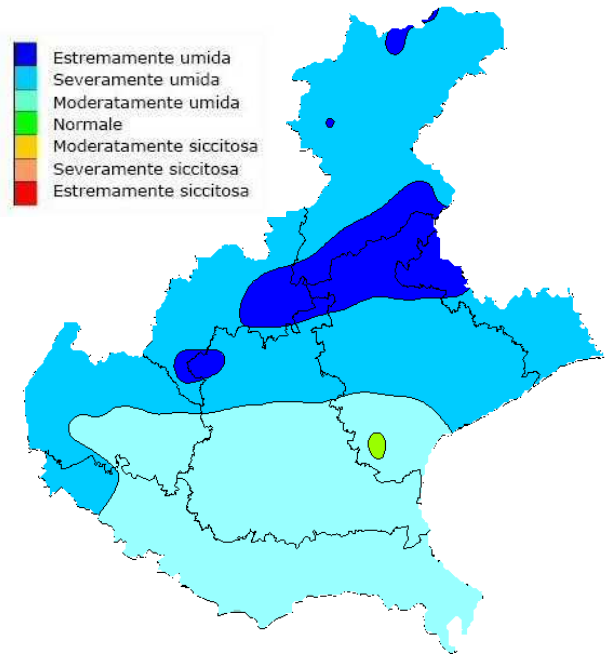 Estremamente umida
Severamente umida
Moderatamente umida
Normale
Moderatamente siccitosa
Severamente siccitosa
Estremamente siccitosa